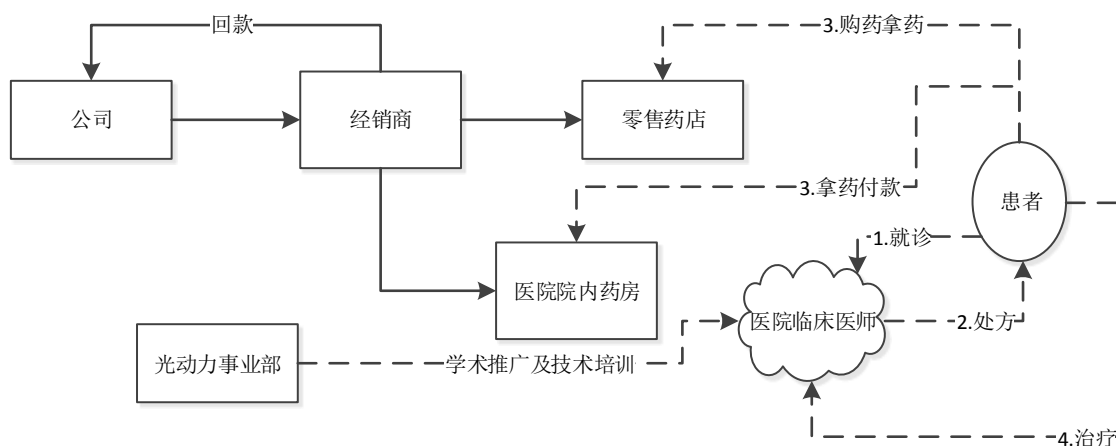 回款
3.购药拿药
公司
经销商
零售药店
3.拿药付款
患者
1.就诊
医院院内药房
医院临床医师
2.处方
光动力事业部
学术推广及技术培训
4.治疗